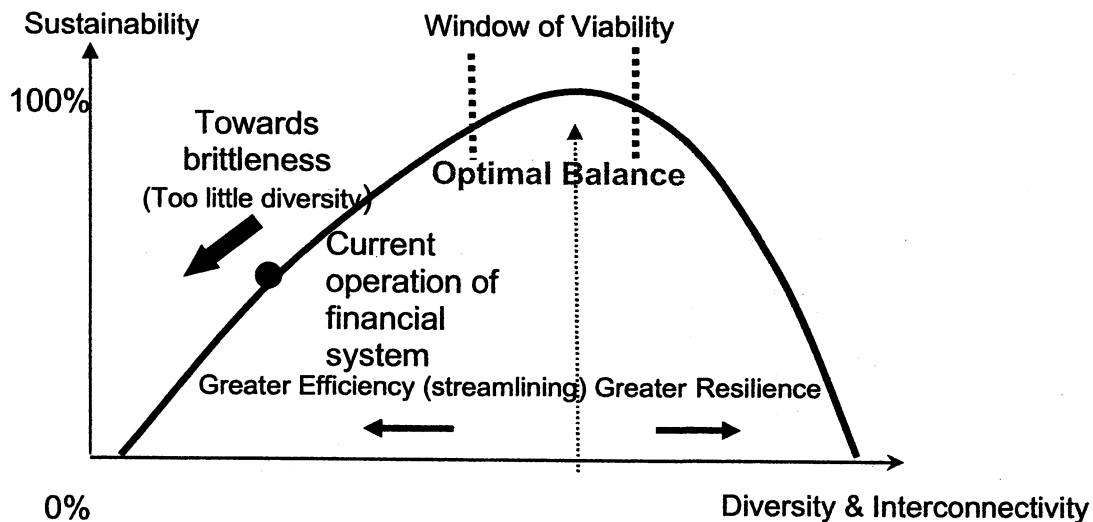 Sustainability
Window of Viability
100%
Towards
brittleness
(Too little diversity)
Optimal Balance
Current
operation of
financial
system
Greater Efficiency (streamlining) Greater Resilience
0%
Diversity & Interconnectivity